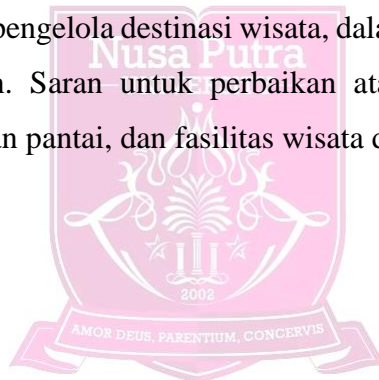 pengelola destinasi wisata, dala
Nusa Putra
n. Saran untuk perbaikan ata
an pantai, dan fasilitas wisata d
2002
AMOR DEUS, PARENTIUM, CONCERVIS